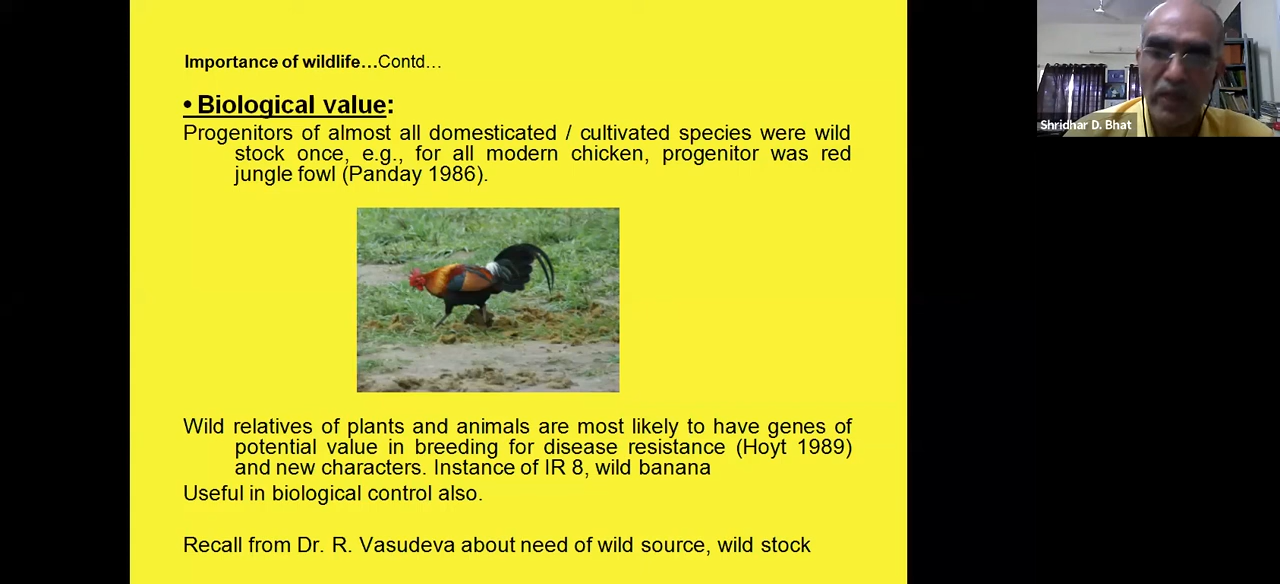 Importance of wildlife…Contd…
• Biological value:
Progenitors of almost all domesticated / cultivated species were wild
stock once, e.g., for all modern chicken, progenitor was red
jungle fowl (Panday 1986).
Wild relatives of plants and animals are most likely to have genes of
potential value in breeding for disease resistance (Hoyt 1989)
and new characters. Instance of IR 8, wild banana
Useful in biological control also.
Recall from Dr. R. Vasudeva about need of wild source, wild stock
Shridhar D. Bhat